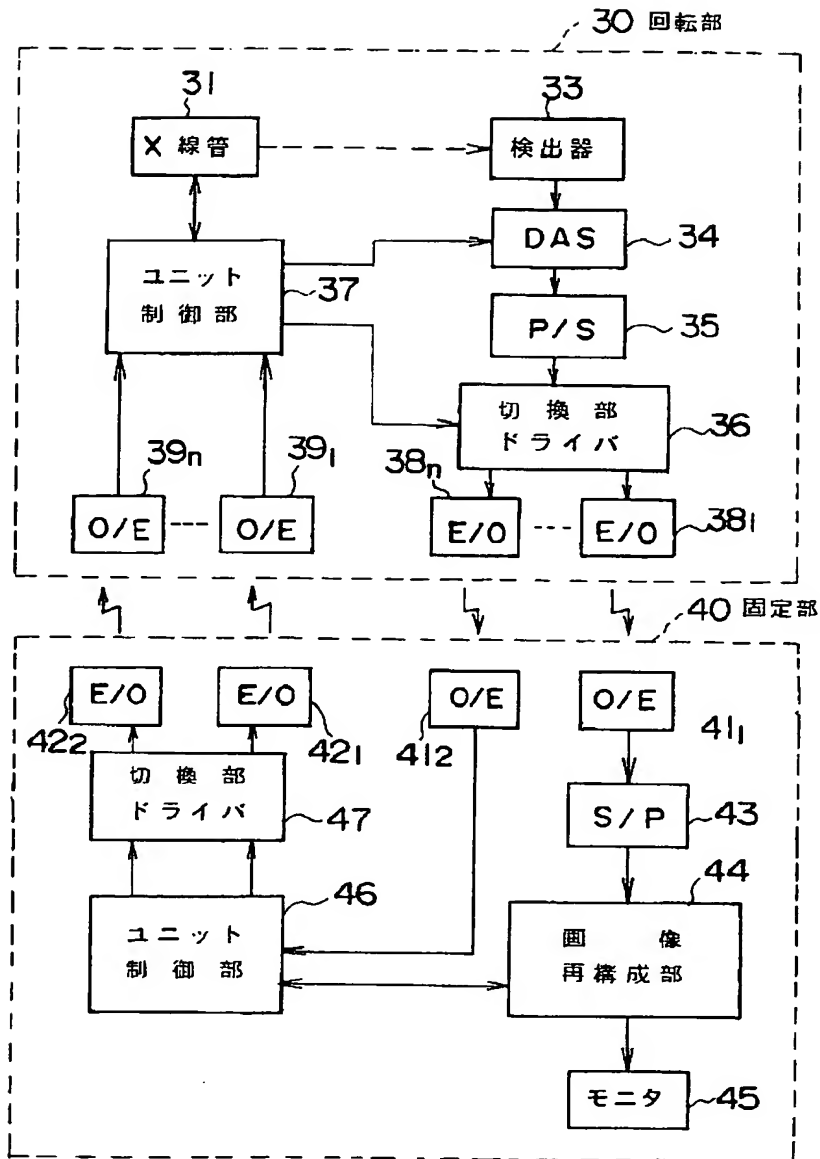 30 回転部
31
33
X 線管
検出器
DAS
34
ユニット
制御部
37
P/S
35
切換部
ドライバ
36
39n
39₁
38n
38₁
O/E
O/E
E/O
E/O
40 固定部
E/O
E/O
O/E
O/E
42₂
42₁
41₂
41₁
切換部
ドライバ
47
S/P
43
46
44
ユニット
制御部
画像
再構成部
モニタ
45